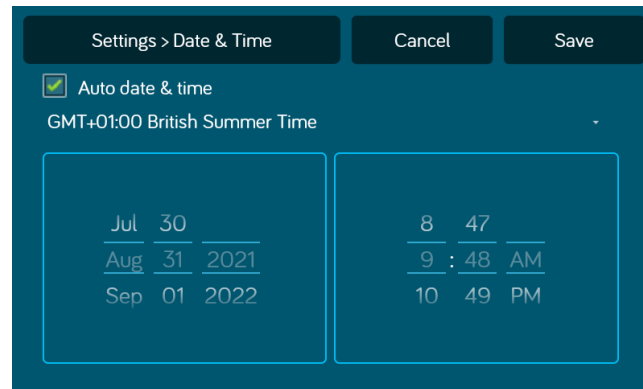 Settings > Date & Time Cancel Save
Auto date & time
GMT+01:00 British Summer Time
Jul 30 8 47
Aug 31 2021 9 : 48 AM
Sep 01 2022 10 49 PM